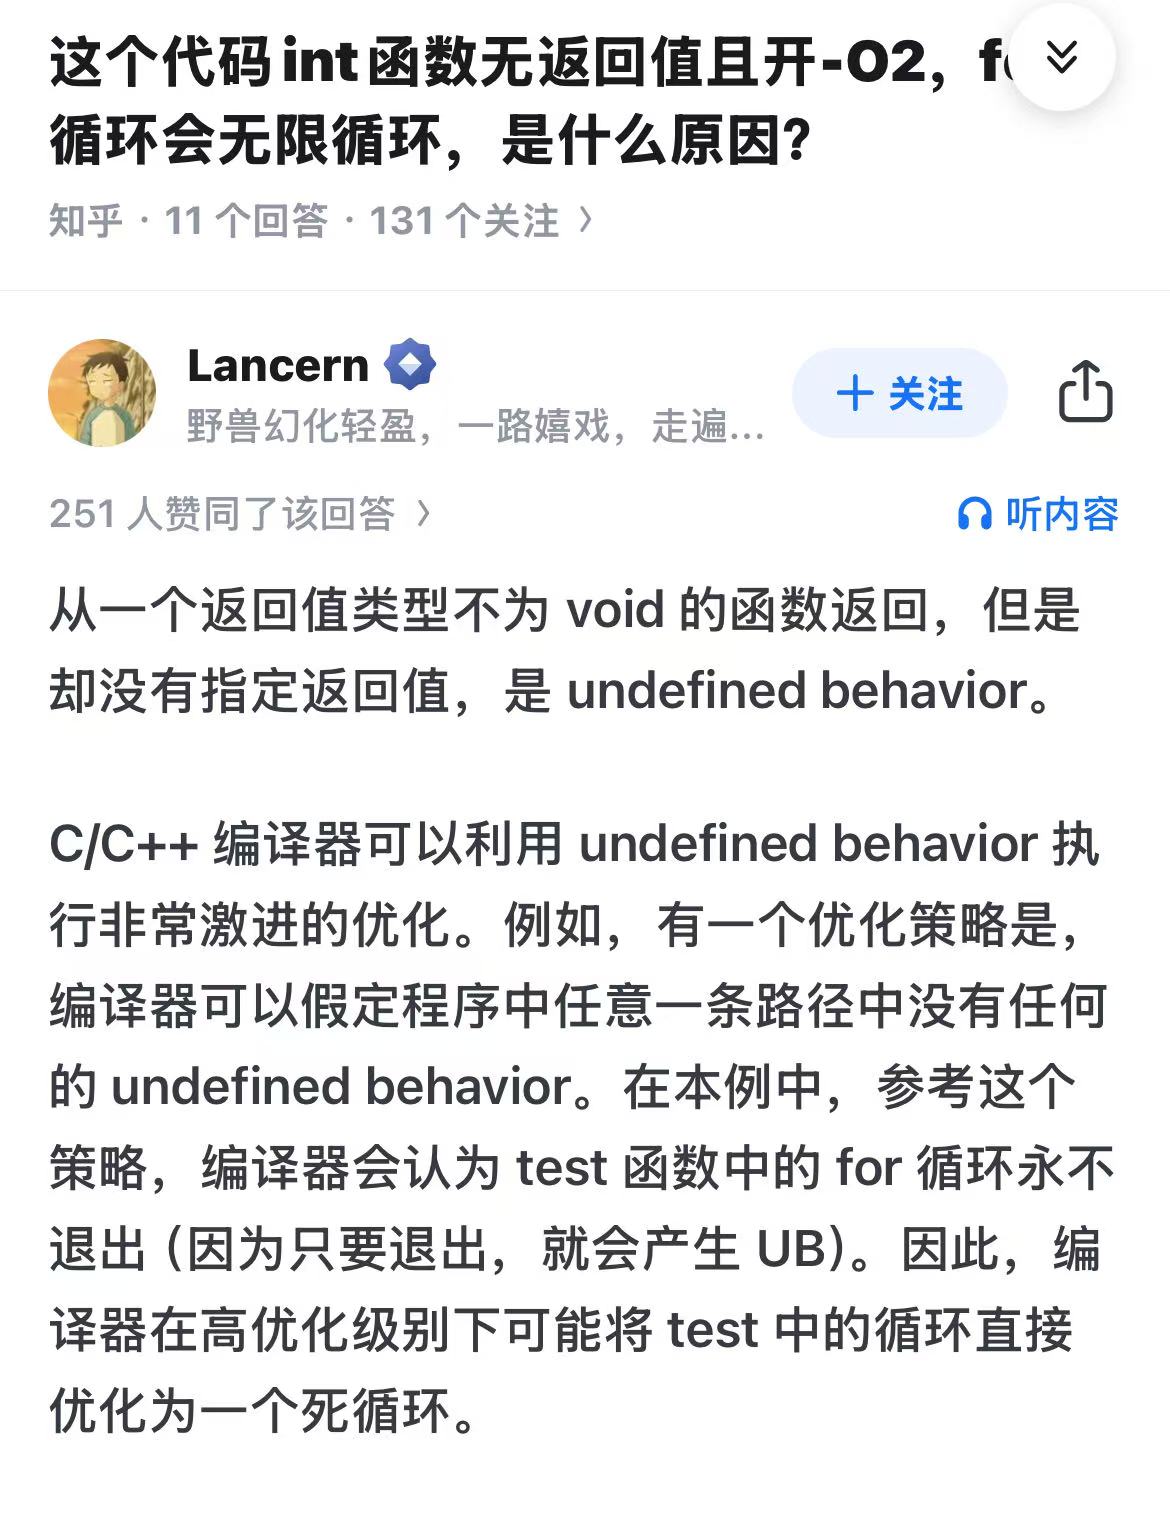 这个代码int函数无返回值且开-O2，
循环会无限循环，是什么原因?
知乎 · 11 个回答 · 131 个关注
Lancern
关注
野兽幻化轻盈，一路嬉戏，走遍...
251 人赞同了该回答
听内容
从一个返回值类型不为 void 的函数返回，但是
却没有指定返回值，是 undefined behavior。
C/C++ 编译器可以利用 undefined behavior 执
行非常激进的优化。例如，有一个优化策略是，
编译器可以假定程序中任意一条路径中没有任何
的 undefined behavior。在本例中，参考这个
策略，编译器会认为 test 函数中的 for 循环永不
退出（因为只要退出，就会产生 UB）。因此，编
译器在高优化级别下可能将 test 中的循环直接
优化为一个死循环。